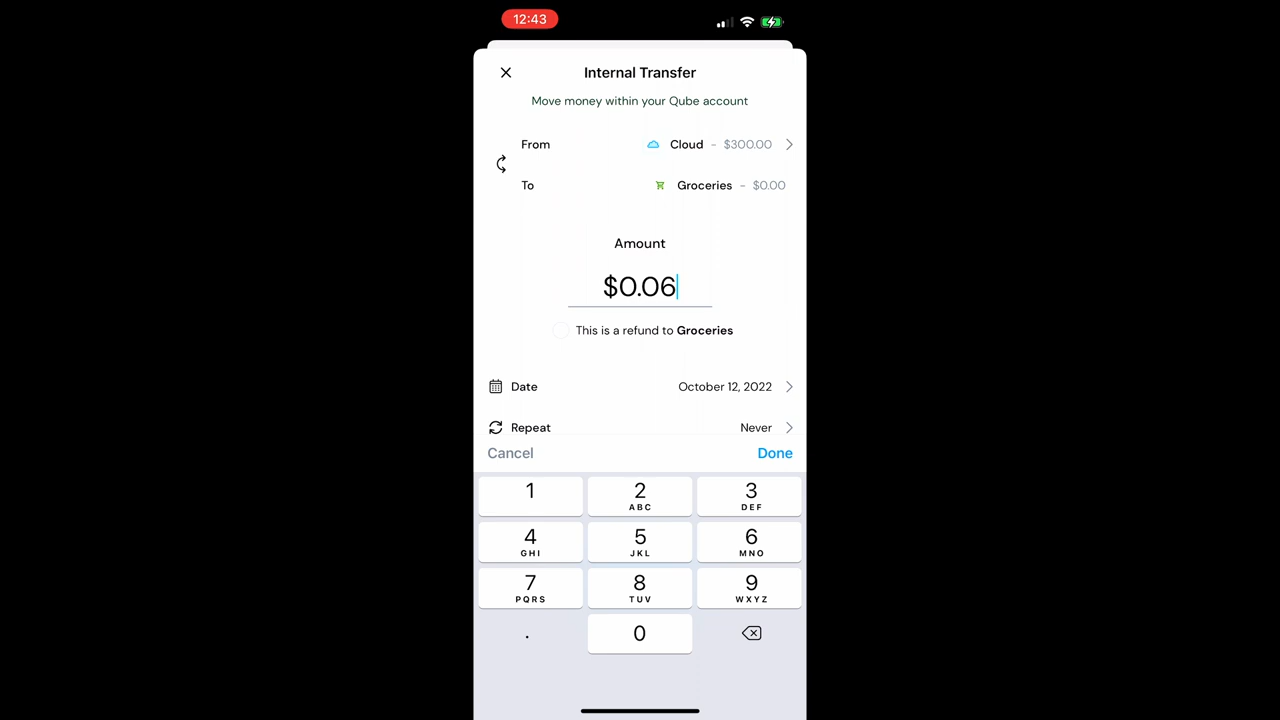 12:43
Internal Transfer
Move money within your Qube account
From Cloud - $300.00
To Groceries - $0.00
Amount
$0.06
This is a refund to Groceries
Date October 12, 2022
Repeat Never
Cancel Done
1 2 ABC 3 DEF
4 GHI 5 JKL 6 MNO
7 PQRS 8 TUV 9 WXYZ
. 0